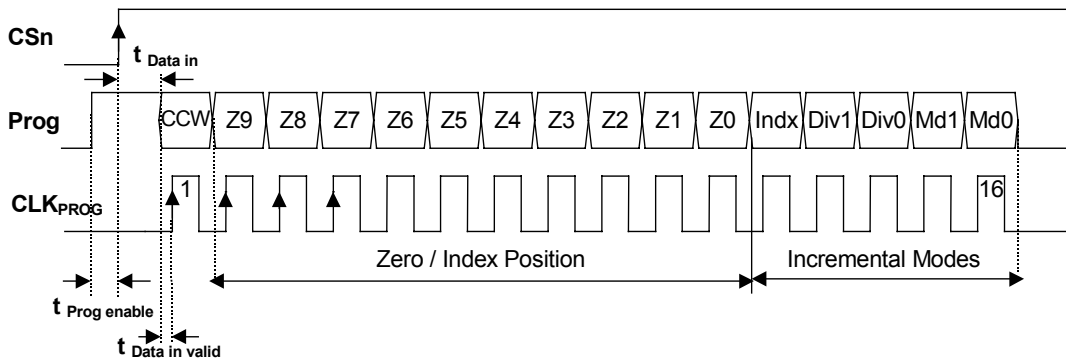 CSn
t Data in
Prog CCW Z9 Z8 Z7 Z6 Z5 Z4 Z3 Z2 Z1 Z0 Indx Div1 Div0 Md1 Md0
CLKPROG 1 16
Zero / Index Position Incremental Modes
t Prog enable
t Data in valid